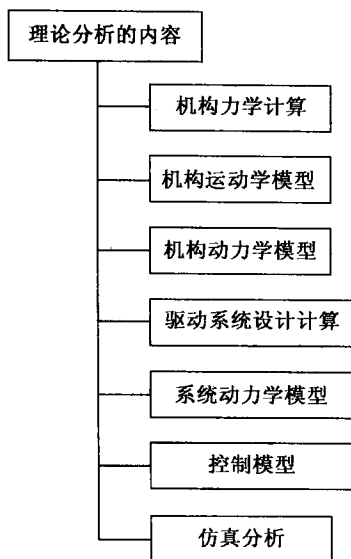 理论分析的内容
机构力学计算
机构运动学模型
机构动力学模型
驱动系统设计计算
系统动力学模型
控制模型
仿真分析